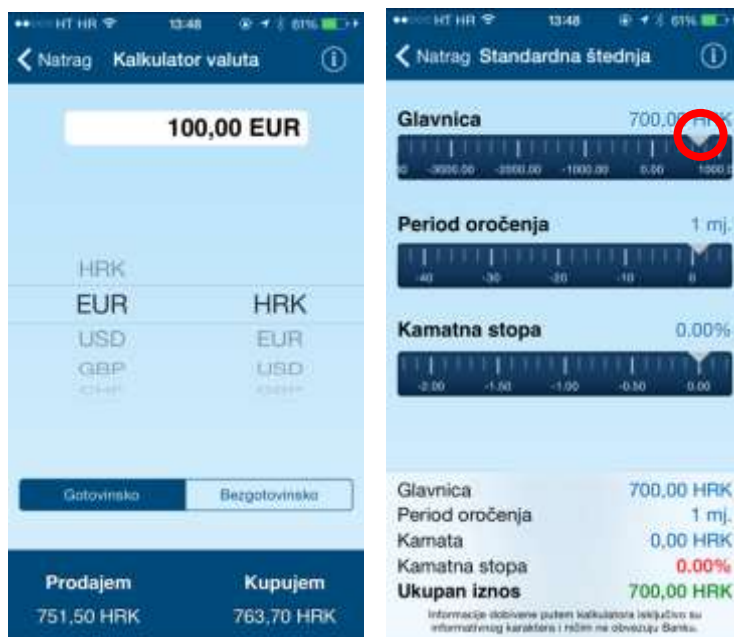 HT HR 13:48 61%
Natrag Kalkulator valuta
100,00 EUR
HRK
EUR HRK
USD EUR
GBP USD
CHF GBP
Gotovinsko Bezgotovinsko
Prodajem Kupujem
751,50 HRK 763,70 HRK
HT HR 13:48 61%
Natrag Standardna štednja
Glavnica 700,00 HRK
-3000.00 -2000.00 -1000.00 0.00 1000.0
Period oročenja 1 mj.
-40 -30 -20 -10 0
Kamatna stopa 0.00%
-2.00 -1.50 -1.00 -0.50 0.00
Glavnica 700,00 HRK
Period oročenja 1 mj.
Kamata 0,00 HRK
Kamatna stopa 0.00%
Ukupan iznos 700,00 HRK
Informacije dobivene putem kalkulatora isključivo su
informativnog karaktera i ničim ne obvezuju Banku.